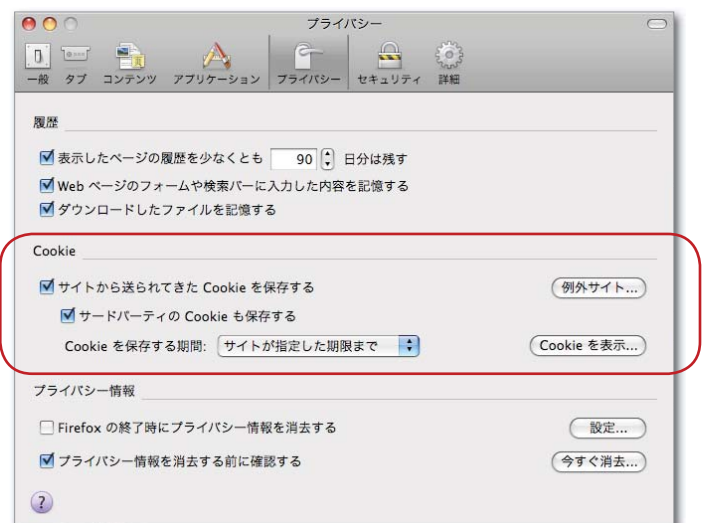 プライバシー
一般 タブ コンテンツ アプリケーション プライバシー セキュリティ 詳細
履歴
表示したページの履歴を少なくとも 90 日分は残す
Web ページのフォームや検索バーに入力した内容を記憶する
ダウンロードしたファイルを記憶する
Cookie
サイトから送られてきた Cookie を保存する 例外サイト...
サードパーティの Cookie も保存する
Cookie を保存する期間: サイトが指定した期限まで Cookie を表示...
プライバシー情報
Firefox の終了時にプライバシー情報を消去する 設定...
プライバシー情報を消去する前に確認する 今すぐ消去...
?